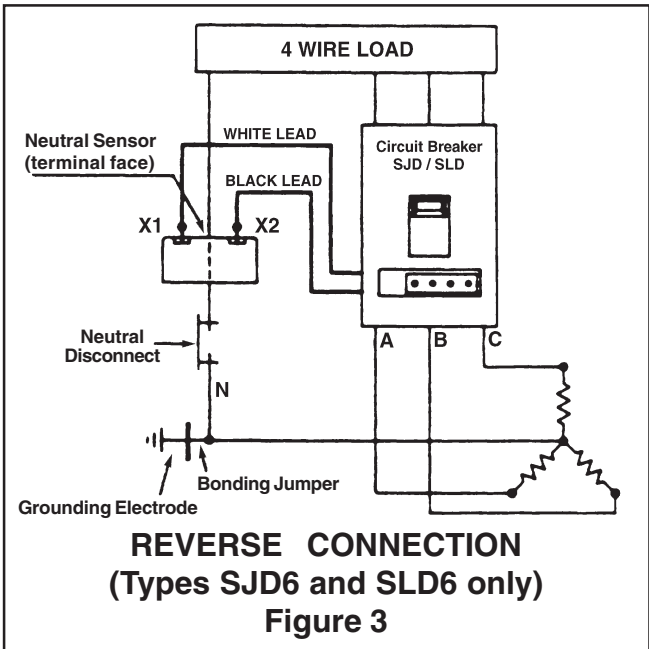 4 WIRE LOAD
Neutral Sensor
(terminal face)
WHITE LEAD
Circuit Breaker
SJD / SLD
BLACK LEAD
X1
X2
Neutral
Disconnect
A
B
C
N
Bonding Jumper
Grounding Electrode
REVERSE CONNECTION
(Types SJD6 and SLD6 only)
Figure 3